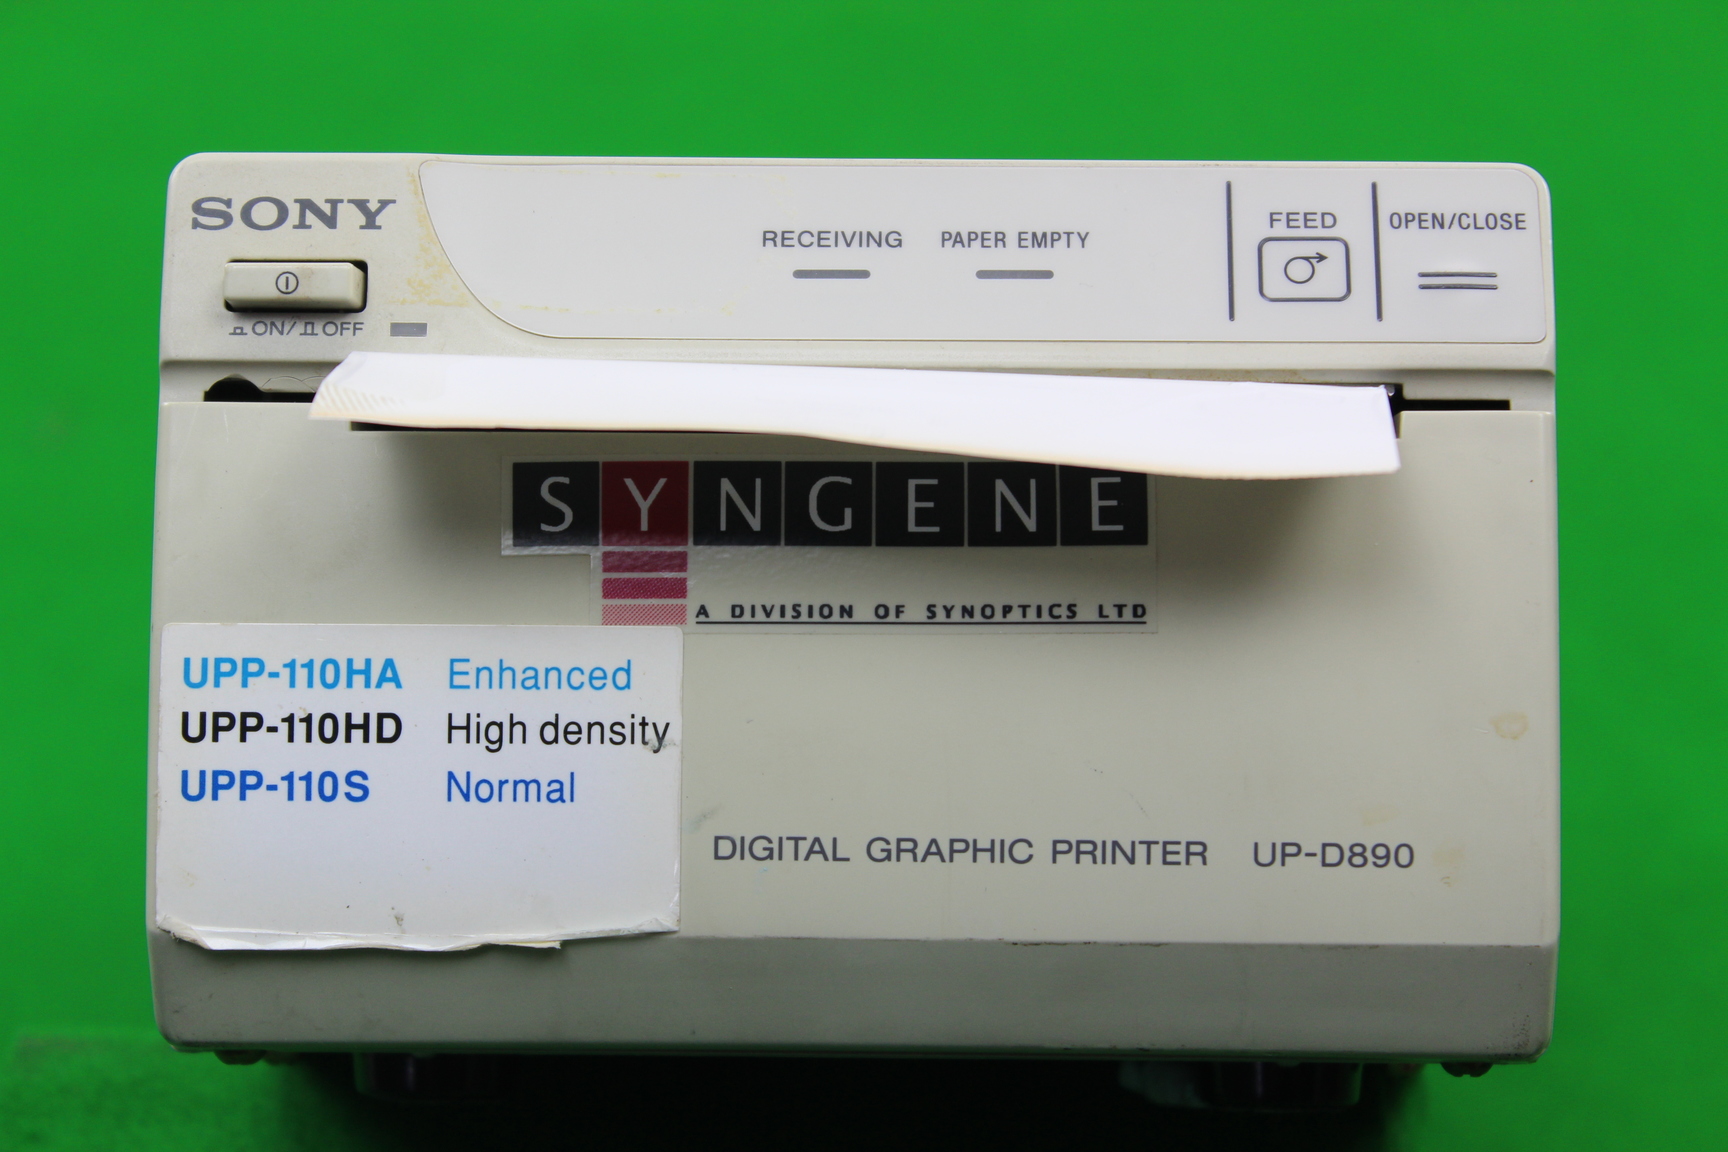 SONY
ON/ OFF
RECEIVING
PAPER EMPTY
FEED
OPEN/CLOSE
SYNGENE
A DIVISION OF SYNOPTICS LTD
UPP-110HA Enhanced
UPP-110HD High density
UPP-110S Normal
DIGITAL GRAPHIC PRINTER UP-D890